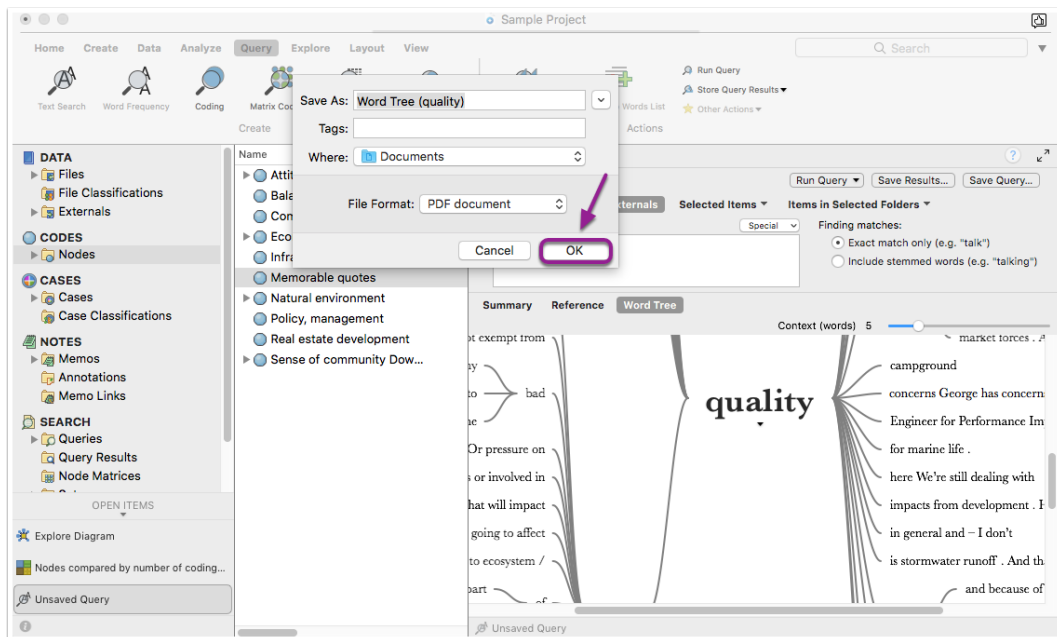 Sample Project
Home Create Data Analyze Query Explore Layout View
Search
Text Search
Word Frequency
Coding
Matrix Co
Words List
Run Query
Store Query Results
Other Actions
Create
Actions
Save As: Word Tree (quality)
Tags:
Where: Documents
File Format: PDF document
Cancel
OK
DATA
Files
File Classifications
Externals
CODES
Nodes
CASES
Cases
Case Classifications
NOTES
Memos
Annotations
Memo Links
SEARCH
Queries
Query Results
Node Matrices
OPEN ITEMS
Explore Diagram
Nodes compared by number of coding...
Unsaved Query
Name
Attit
Bala
Com
Eco
Infra
Memorable quotes
Natural environment
Policy, management
Real estate development
Sense of community Dow...
?
Run Query
Save Results...
Save Query...
ternals
Selected Items
Items in Selected Folders
Special
Finding matches:
Exact match only (e.g. "talk")
Include stemmed words (e.g. "talking")
Summary Reference Word Tree
Context (words) 5
exempt from
bad
to
Or pressure on
s or involved in
hat will impact
going to affect
to ecosystem /
part
of
quality
market forces . A
campground
concerns George has concern
Engineer for Performance Im
for marine life .
here We're still dealing with
impacts from development . H
in general and – I don't
is stormwater runoff . And th
and because of
Unsaved Query